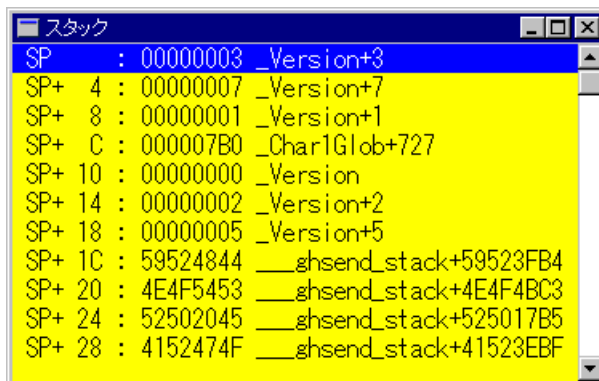 スタック
SP : 00000003 _Version+3
SP+ 4 : 00000007 _Version+7
SP+ 8 : 00000001 _Version+1
SP+ C : 000007B0 _Char1Glob+727
SP+ 10 : 00000000 _Version
SP+ 14 : 00000002 _Version+2
SP+ 18 : 00000005 _Version+5
SP+ 1C : 59524844 ___ghsend_stack+59523FB4
SP+ 20 : 4E4F5453 ___ghsend_stack+4E4F4BC3
SP+ 24 : 52502045 ___ghsend_stack+525017B5
SP+ 28 : 4152474F ___ghsend_stack+41523EBF